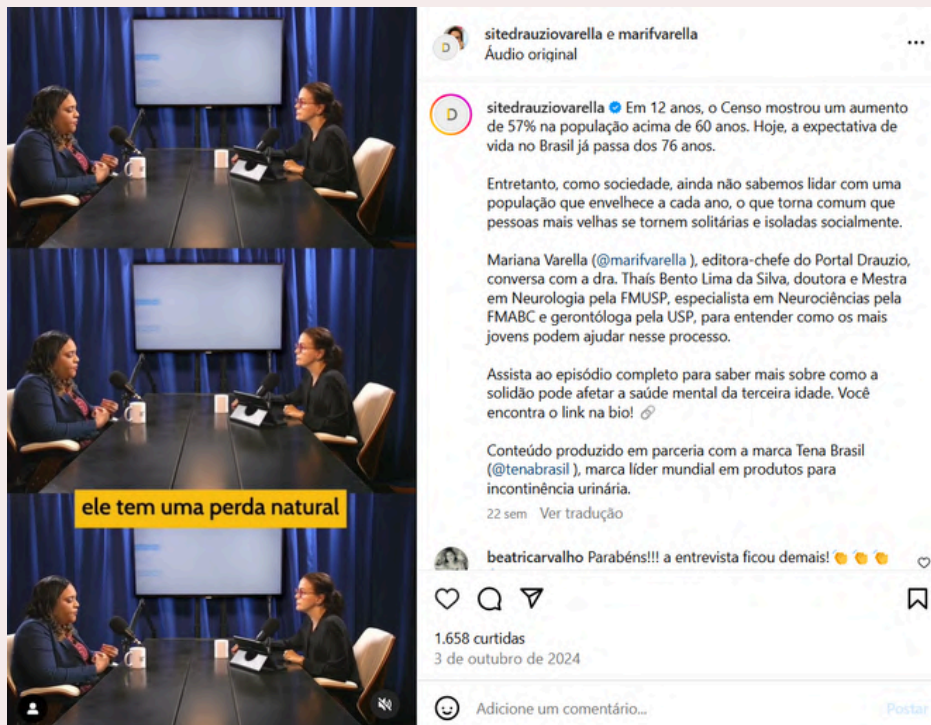 sitedrauziovarella e marifvarella
Áudio original
sitedrauziovarella Em 12 anos, o Censo mostrou um aumento
de 57% na população acima de 60 anos. Hoje, a expectativa de
vida no Brasil já passa dos 76 anos.
Entretanto, como sociedade, ainda não sabemos lidar com uma
população que envelhece a cada ano, o que torna comum que
pessoas mais velhas se tornem solitárias e isoladas socialmente.
Mariana Varella (@marifvarella ), editora-chefe do Portal Drauzio,
conversa com a dra. Thaís Bento Lima da Silva, doutora e Mestra
em Neurologia pela FMUSP, especialista em Neurociências pela
FMABC e gerontóloga pela USP, para entender como os mais
jovens podem ajudar nesse processo.
Assista ao episódio completo para saber mais sobre como a
solidão pode afetar a saúde mental da terceira idade. Você
encontra o link na bio! 🔗
Conteúdo produzido em parceria com a marca Tena Brasil
(@tenabrasil ), marca líder mundial em produtos para
incontinência urinária.
22 sem Ver tradução
beatricarvalho Parabéns!!! a entrevista ficou demais! 👏 👏 👏
1.658 curtidas
3 de outubro de 2024
Adicione um comentário...
Postar
ele tem uma perda natural
D
D